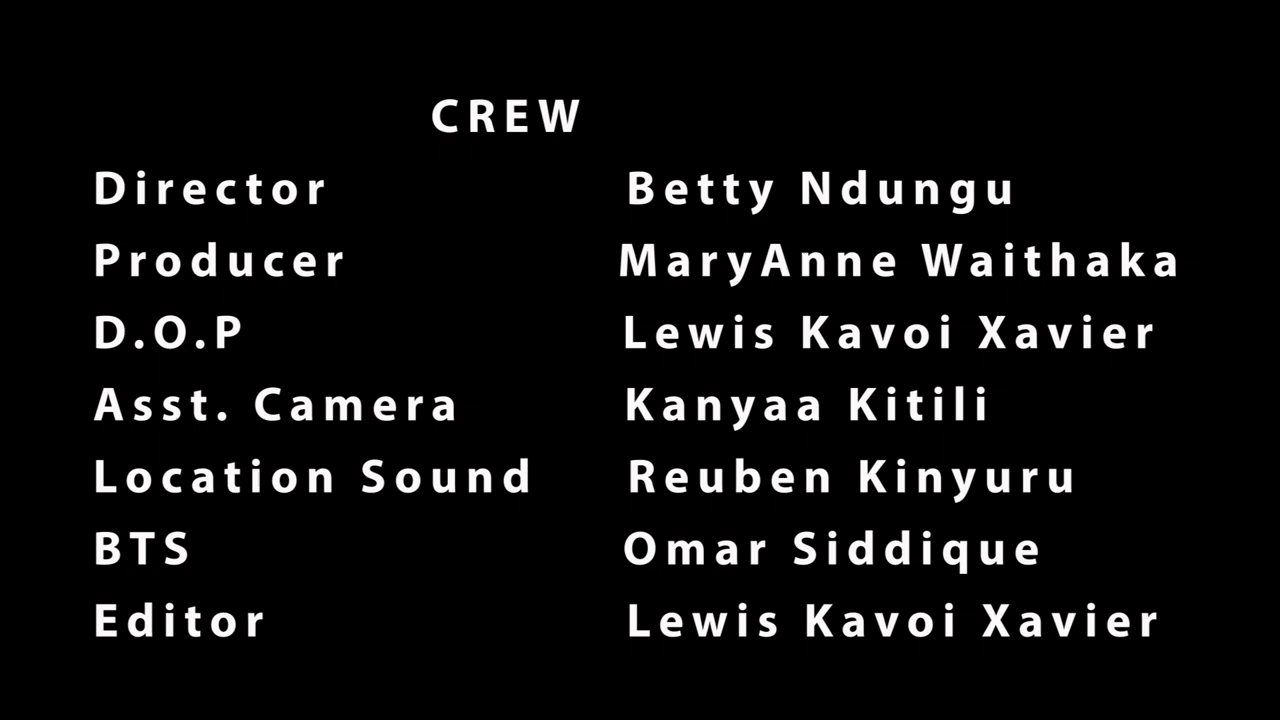 CREW
Director Betty Ndungu
Producer MaryAnne Waithaka
D.O.P Lewis Kavoi Xavier
Asst. Camera Kanyaa Kitili
Location Sound Reuben Kinyuru
BTS Omar Siddique
Editor Lewis Kavoi Xavier